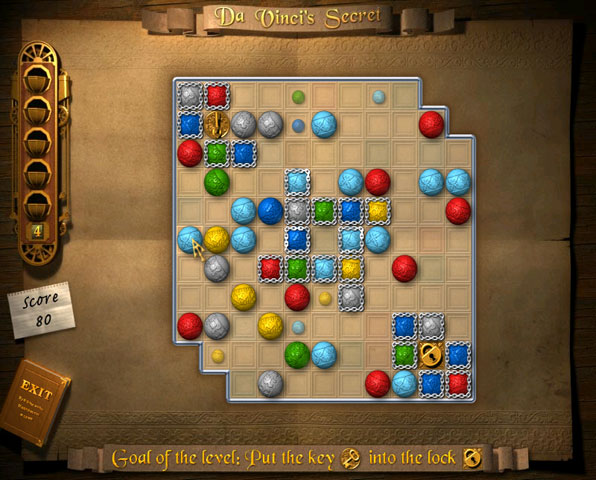 Da Vinci's Secret
4
Score
80
EXIT
Goal of the level: Put the key into the lock